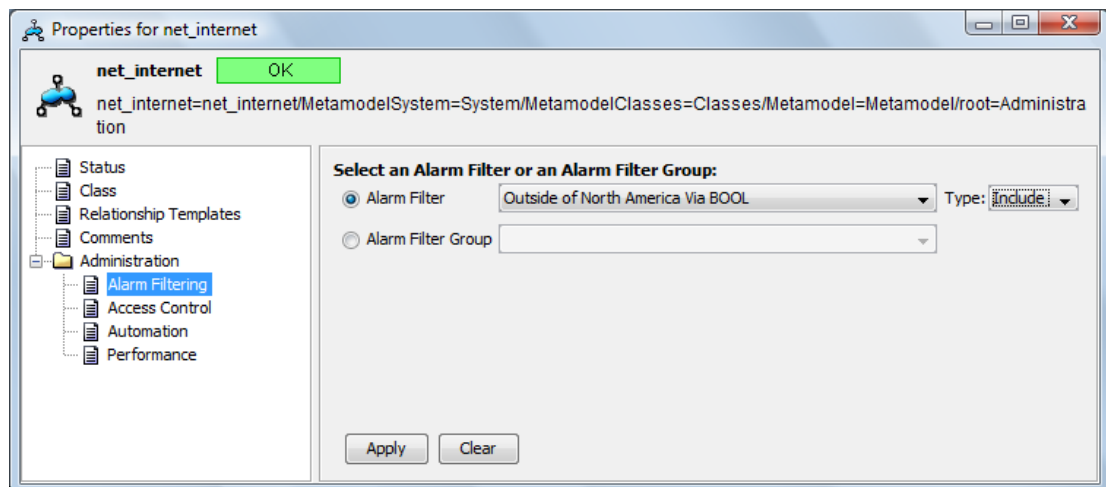 Properties for net_internet
net_internet OK
net_internet=net_internet/MetamodelSystem=System/MetamodelClasses=Classes/Metamodel=Metamodel/root=Administra
tion
Status
Class
Relationship Templates
Comments
Administration
Alarm Filtering
Access Control
Automation
Performance
Select an Alarm Filter or an Alarm Filter Group:
Alarm Filter Outside of North America Via BOOL Type: Include
Alarm Filter Group
Apply Clear